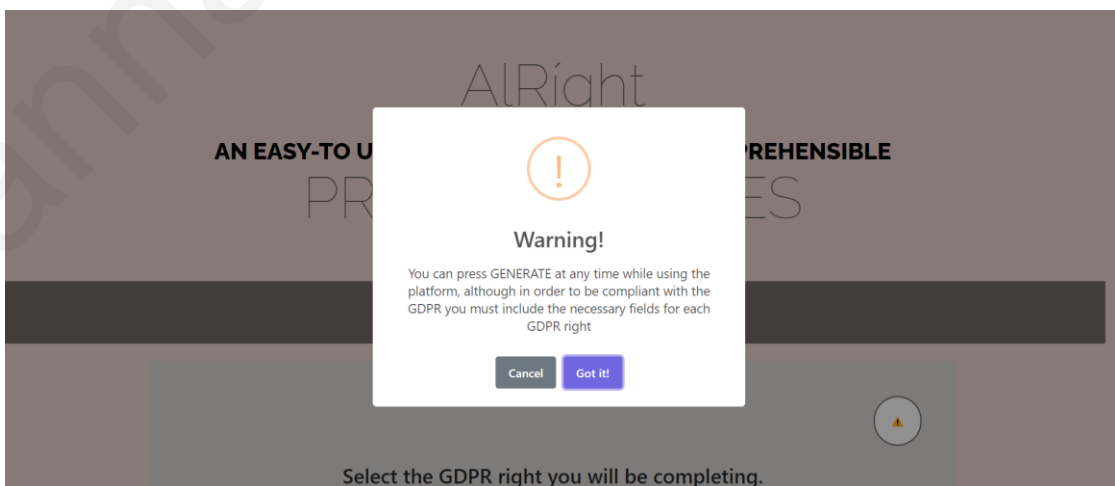 AlRíght
AN EASY-TO U
PREHENSIBLE
PR
ES
!
Warning!
You can press GENERATE at any time while using the
platform, although in order to be compliant with the
GDPR you must include the necessary fields for each
GDPR right
Cancel Got it!
Select the GDPR right you will be completing.